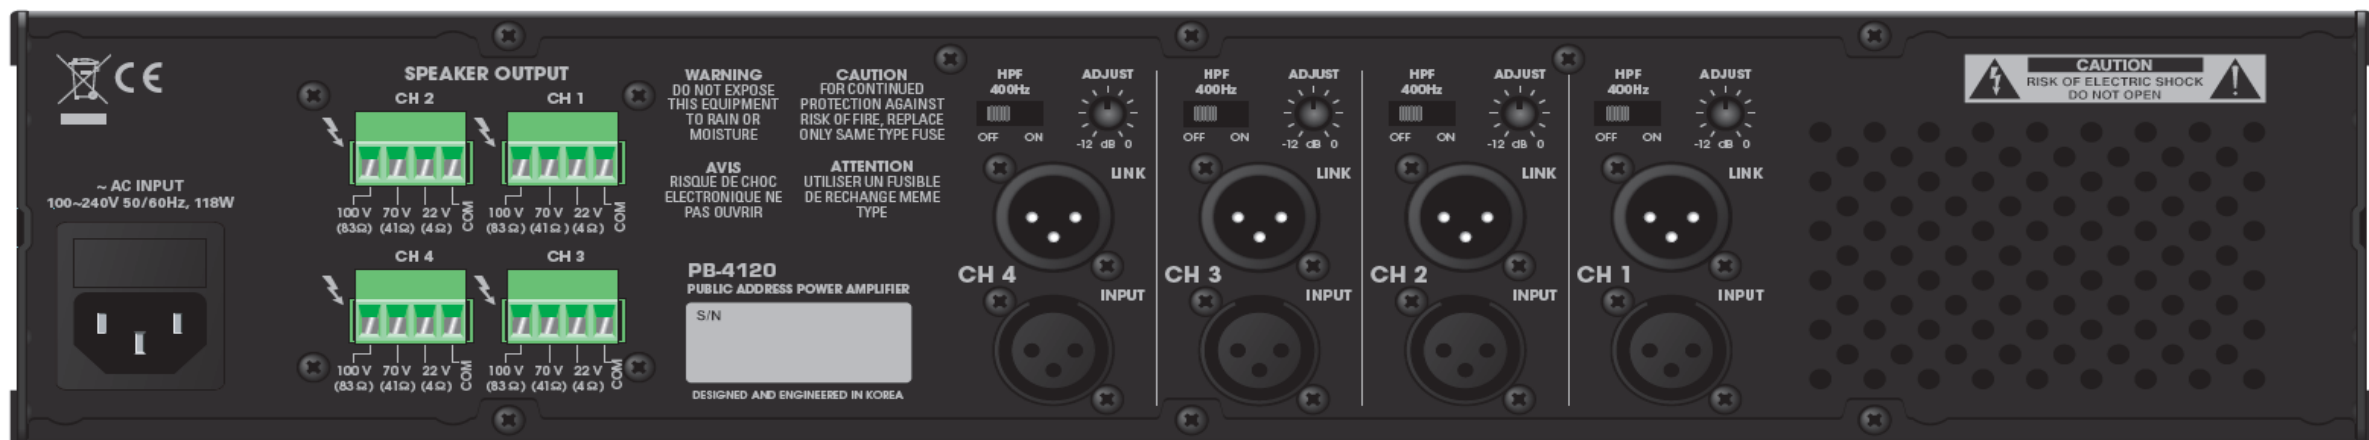 CE
~ AC INPUT
100~240V 50/60Hz, 118W
SPEAKER OUTPUT
CH 2
CH 1
100 V 70 V 22 V COM
(83Ω) (41Ω) (4Ω)
100 V 70 V 22 V COM
(83Ω) (41Ω) (4Ω)
CH 4
CH 3
100 V 70 V 22 V COM
(83Ω) (41Ω) (4Ω)
100 V 70 V 22 V COM
(83Ω) (41Ω) (4Ω)
WARNING
DO NOT EXPOSE
THIS EQUIPMENT
TO RAIN OR
MOISTURE
CAUTION
FOR CONTINUED
PROTECTION AGAINST
RISK OF FIRE, REPLACE
ONLY SAME TYPE FUSE
AVIS
RISQUE DE CHOC
ELECTRONIQUE NE
PAS OUVRIR
ATTENTION
UTILISER UN FUSIBLE
DE RECHANGE MEME
TYPE
PB-4120
PUBLIC ADDRESS POWER AMPLIFIER
S/N
DESIGNED AND ENGINEERED IN KOREA
HPF
400Hz
OFF ON
ADJUST
-12 dB 0
LINK
CH 4
INPUT
HPF
400Hz
OFF ON
ADJUST
-12 dB 0
LINK
CH 3
INPUT
HPF
400Hz
OFF ON
ADJUST
-12 dB 0
LINK
CH 2
INPUT
HPF
400Hz
OFF ON
ADJUST
-12 dB 0
LINK
CH 1
INPUT
CAUTION
RISK OF ELECTRIC SHOCK
DO NOT OPEN